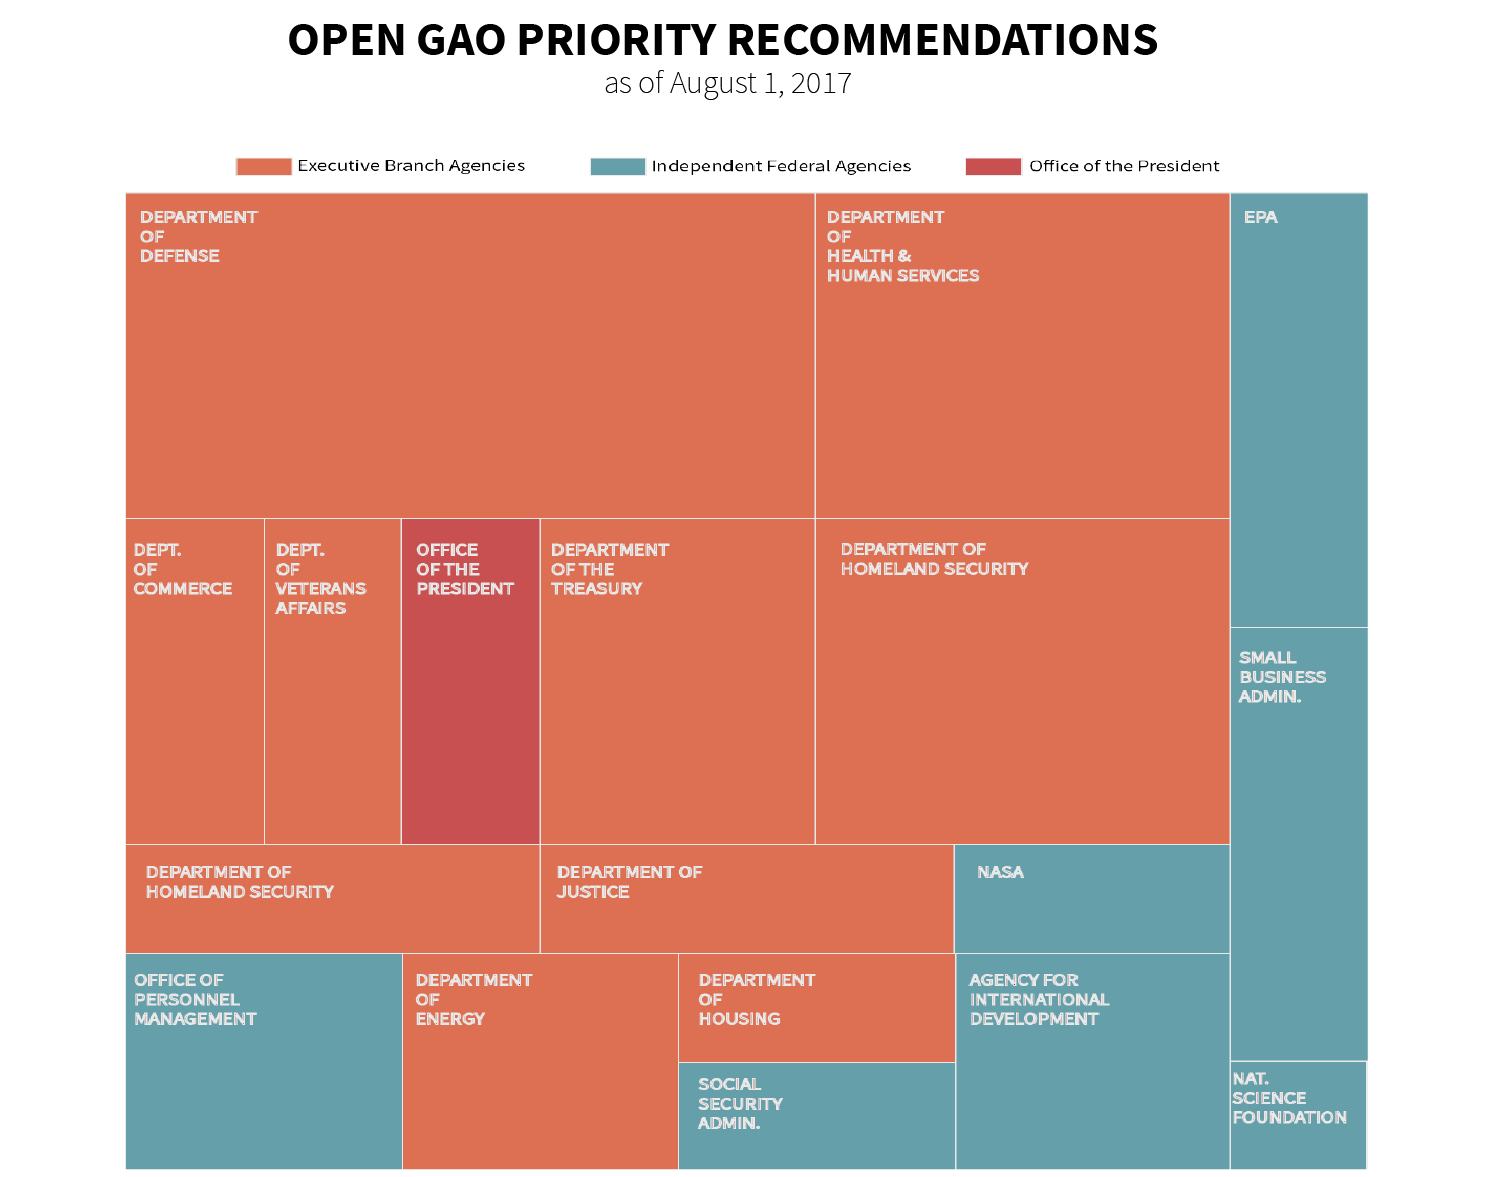 OPEN GAO PRIORITY RECOMMENDATIONS
as of August 1, 2017
Executive Branch Agencies
Independent Federal Agencies
Office of the President
DEPARTMENT
OF
DEFENSE
DEPARTMENT
OF
HEALTH &
HUMAN SERVICES
EPA
DEPT.
OF
COMMERCE
DEPT.
OF
VETERANS
AFFAIRS
OFFICE
OF THE
PRESIDENT
DEPARTMENT
OF THE
TREASURY
DEPARTMENT OF
HOMELAND SECURITY
SMALL
BUSINESS
ADMIN.
DEPARTMENT OF
HOMELAND SECURITY
DEPARTMENT OF
JUSTICE
NASA
OFFICE OF
PERSONNEL
MANAGEMENT
DEPARTMENT
OF
ENERGY
DEPARTMENT
OF
HOUSING
SOCIAL
SECURITY
ADMIN.
AGENCY FOR
INTERNATIONAL
DEVELOPMENT
NAT.
SCIENCE
FOUNDATION